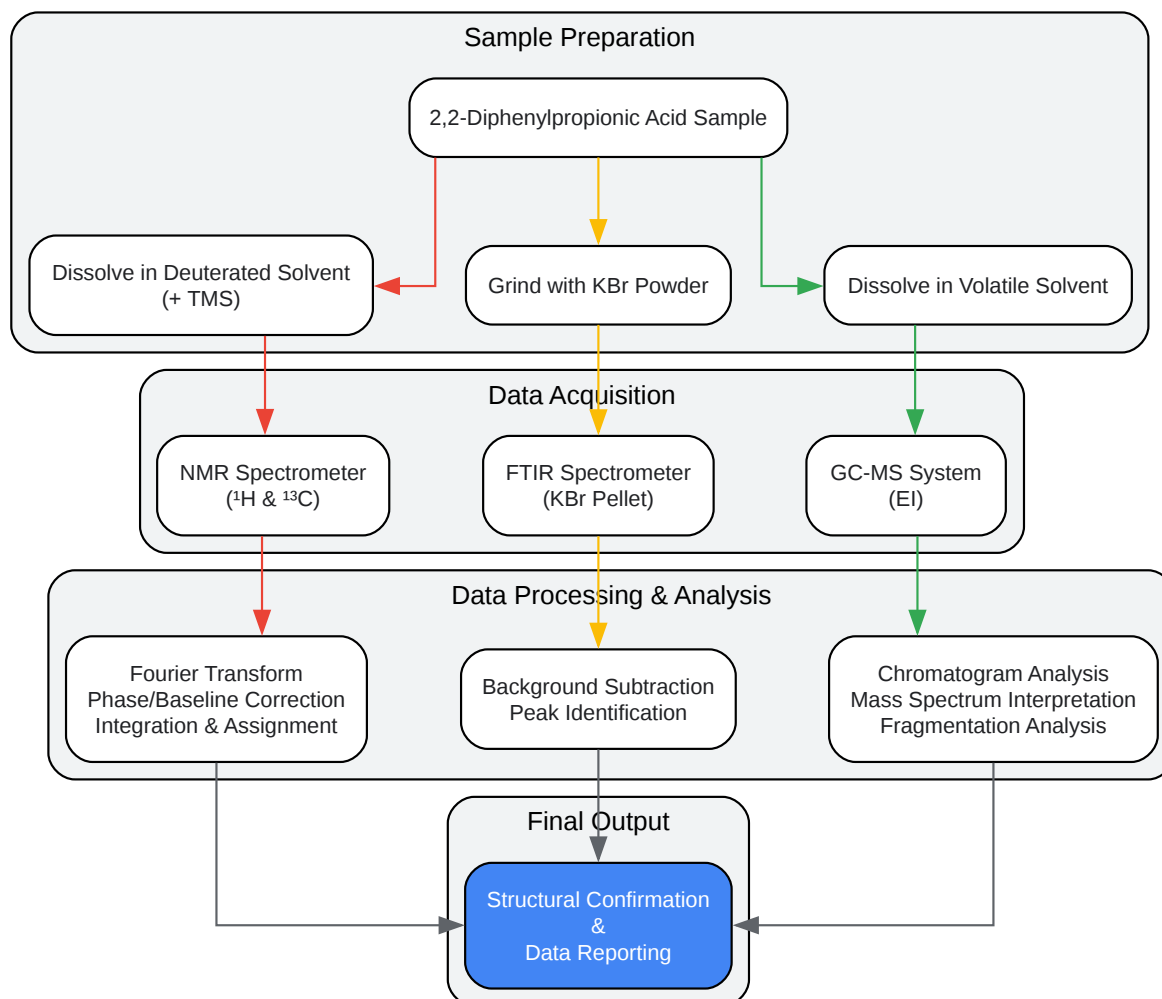 Sample Preparation
2,2-Diphenylpropionic Acid Sample
Dissolve in Deuterated Solvent
(+ TMS)
Grind with KBr Powder
Dissolve in Volatile Solvent
Data Acquisition
NMR Spectrometer
(¹H & ¹³C)
FTIR Spectrometer
(KBr Pellet)
GC-MS System
(EI)
Data Processing & Analysis
Fourier Transform
Phase/Baseline Correction
Integration & Assignment
Background Subtraction
Peak Identification
Chromatogram Analysis
Mass Spectrum Interpretation
Fragmentation Analysis
Final Output
Structural Confirmation
&
Data Reporting